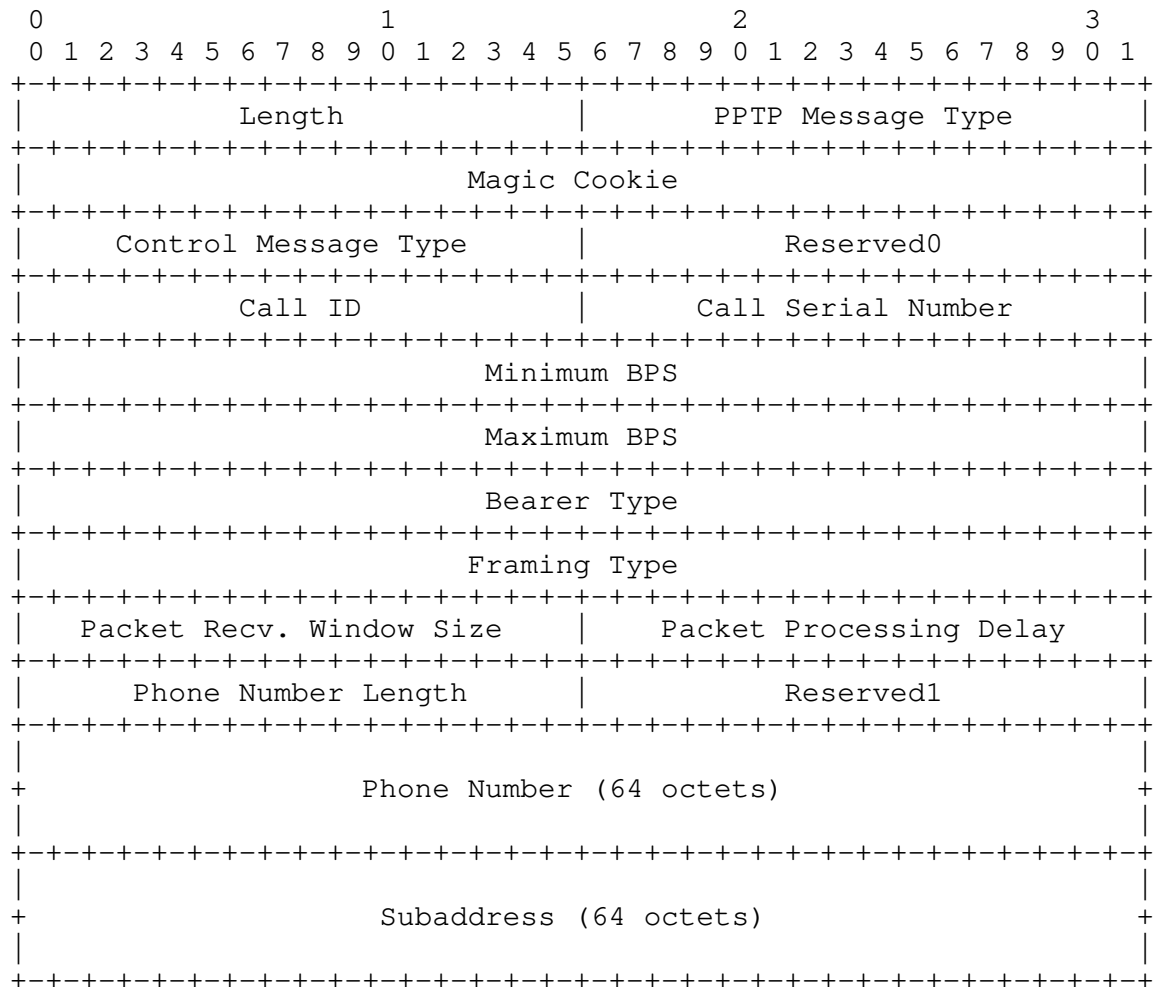 0                   1                   2                   3
0 1 2 3 4 5 6 7 8 9 0 1 2 3 4 5 6 7 8 9 0 1 2 3 4 5 6 7 8 9 0 1
+-+-+-+-+-+-+-+-+-+-+-+-+-+-+-+-+-+-+-+-+-+-+-+-+-+-+-+-+-+-+-+-+
|            Length             |       PPTP Message Type       |
+-+-+-+-+-+-+-+-+-+-+-+-+-+-+-+-+-+-+-+-+-+-+-+-+-+-+-+-+-+-+-+-+
|                         Magic Cookie                          |
+-+-+-+-+-+-+-+-+-+-+-+-+-+-+-+-+-+-+-+-+-+-+-+-+-+-+-+-+-+-+-+-+
|     Control Message Type      |           Reserved0           |
+-+-+-+-+-+-+-+-+-+-+-+-+-+-+-+-+-+-+-+-+-+-+-+-+-+-+-+-+-+-+-+-+
|            Call ID            |      Call Serial Number       |
+-+-+-+-+-+-+-+-+-+-+-+-+-+-+-+-+-+-+-+-+-+-+-+-+-+-+-+-+-+-+-+-+
|                          Minimum BPS                          |
+-+-+-+-+-+-+-+-+-+-+-+-+-+-+-+-+-+-+-+-+-+-+-+-+-+-+-+-+-+-+-+-+
|                          Maximum BPS                          |
+-+-+-+-+-+-+-+-+-+-+-+-+-+-+-+-+-+-+-+-+-+-+-+-+-+-+-+-+-+-+-+-+
|                          Bearer Type                          |
+-+-+-+-+-+-+-+-+-+-+-+-+-+-+-+-+-+-+-+-+-+-+-+-+-+-+-+-+-+-+-+-+
|                         Framing Type                          |
+-+-+-+-+-+-+-+-+-+-+-+-+-+-+-+-+-+-+-+-+-+-+-+-+-+-+-+-+-+-+-+-+
|   Packet Recv. Window Size    |    Packet Processing Delay    |
+-+-+-+-+-+-+-+-+-+-+-+-+-+-+-+-+-+-+-+-+-+-+-+-+-+-+-+-+-+-+-+-+
|      Phone Number Length      |           Reserved1           |
+-+-+-+-+-+-+-+-+-+-+-+-+-+-+-+-+-+-+-+-+-+-+-+-+-+-+-+-+-+-+-+-+
|                                                               |
+                   Phone Number (64 octets)                    +
|                                                               |
+-+-+-+-+-+-+-+-+-+-+-+-+-+-+-+-+-+-+-+-+-+-+-+-+-+-+-+-+-+-+-+-+
|                                                               |
+                    Subaddress (64 octets)                     +
|                                                               |
+-+-+-+-+-+-+-+-+-+-+-+-+-+-+-+-+-+-+-+-+-+-+-+-+-+-+-+-+-+-+-+-+